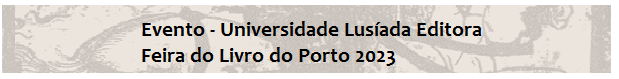 Evento - Universidade Lusíada Editora
Feira do Livro do Porto 2023